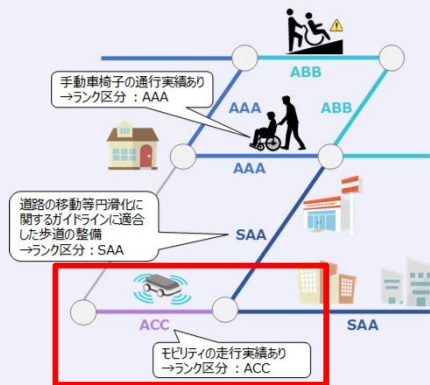 ABB
手動車椅子の通行実績あり
→ランク区分：AAA
AAA
ABB
AAA
道路の移動等円滑化に
関するガイドラインに適合
した歩道の整備
→ランク区分：SAA
SAA
ACC
SAA
モビリティの走行実績あり
→ランク区分：ACC